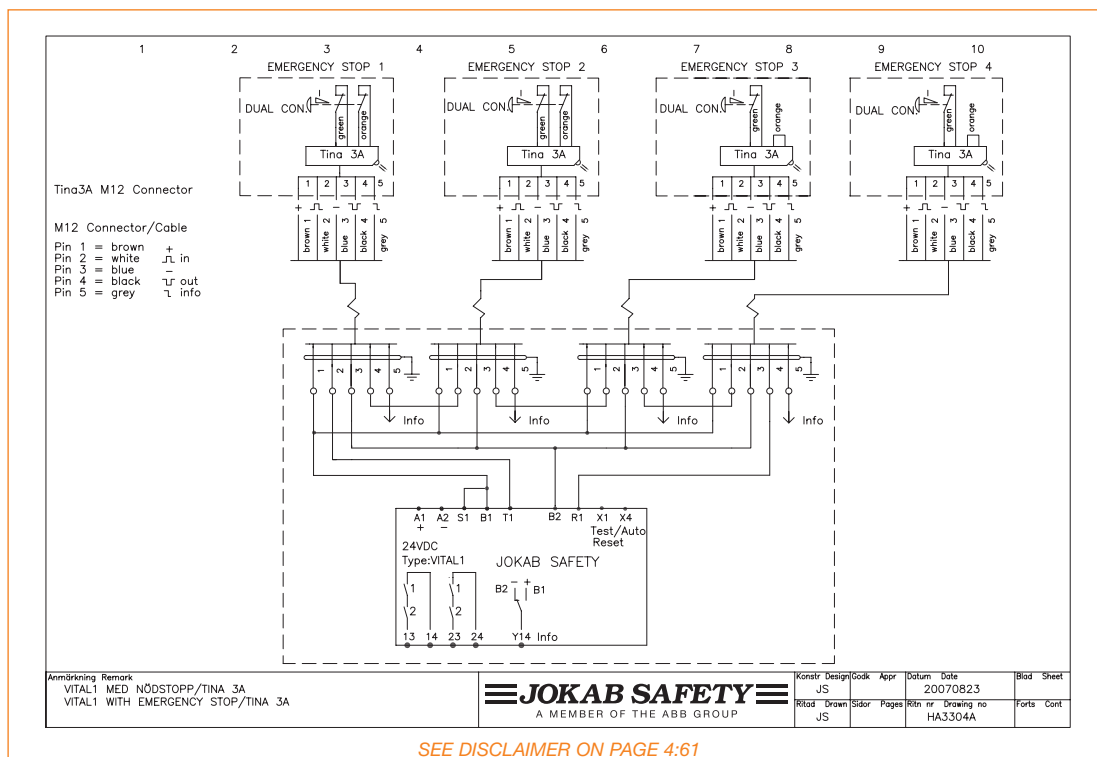 1 2 3 4 5 6 7 8 9 10
EMERGENCY STOP 1 EMERGENCY STOP 2 EMERGENCY STOP 3 EMERGENCY STOP 4
DUAL CON. DUAL CON. DUAL CON. DUAL CON.
green orange green orange green orange green orange
Tina 3A Tina 3A Tina 3A Tina 3A
1 2 3 4 5 1 2 3 4 5 1 2 3 4 5 1 2 3 4 5
Tina3A M12 Connector
+ − + − + − + −
brown 1 white 2 blue 3 black 4 grey 5 brown 1 white 2 blue 3 black 4 grey 5 brown 1 white 2 blue 3 black 4 grey 5 brown 1 white 2 blue 3 black 4 grey 5
M12 Connector/Cable
Pin 1 = brown +
Pin 2 = white in
Pin 3 = blue −
Pin 4 = black out
Pin 5 = grey info
1 2 3 4 5 1 2 3 4 5 1 2 3 4 5 1 2 3 4 5
Info Info Info Info
A1 A2 S1 B1 T1 B2 R1 X1 X4
+ −
Test/Auto
Reset
24VDC
Type:VITAL1 JOKAB SAFETY
1 1 B2 − + B1
2 2
13 14 23 24 Y14 Info
Anmärkning Remark
VITAL1 MED NÖDSTOPP/TINA 3A
VITAL1 WITH EMERGENCY STOP/TINA 3A
JOKAB SAFETY
A MEMBER OF THE ABB GROUP
Konstr Design Godk Appr Datum Date Blad Sheet
JS 20070823
Ritad Drawn Sidor Pages Ritn nr Drawing no Forts Cont
JS HA3304A
SEE DISCLAIMER ON PAGE 4:61